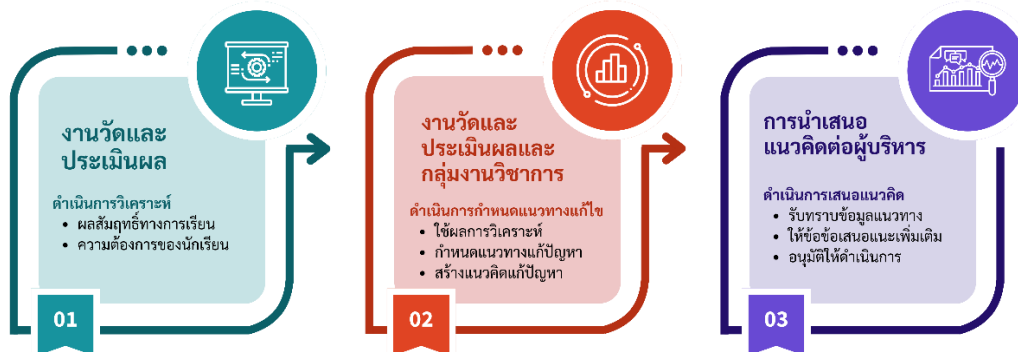 งานวัดและ
ประเมินผล
ดำเนินการวิเคราะห์
• ผลสัมฤทธิ์ทางการเรียน
• ความต้องการของนักเรียน
01
งานวัดและ
ประเมินผลและ
กลุ่มงานวิชาการ
ดำเนินการกำหนดแนวทางแก้ไข
• ใช้ผลการวิเคราะห์
• กำหนดแนวทางแก้ปัญหา
• สร้างแนวคิดแก้ปัญหา
02
การนำเสนอ
แนวคิดต่อผู้บริหาร
ดำเนินการเสนอแนวคิด
• รับทราบข้อมูลแนวทาง
• ให้ข้อข้อเสนอแนะเพิ่มเติม
• อนุมัติให้ดำเนินการ
03